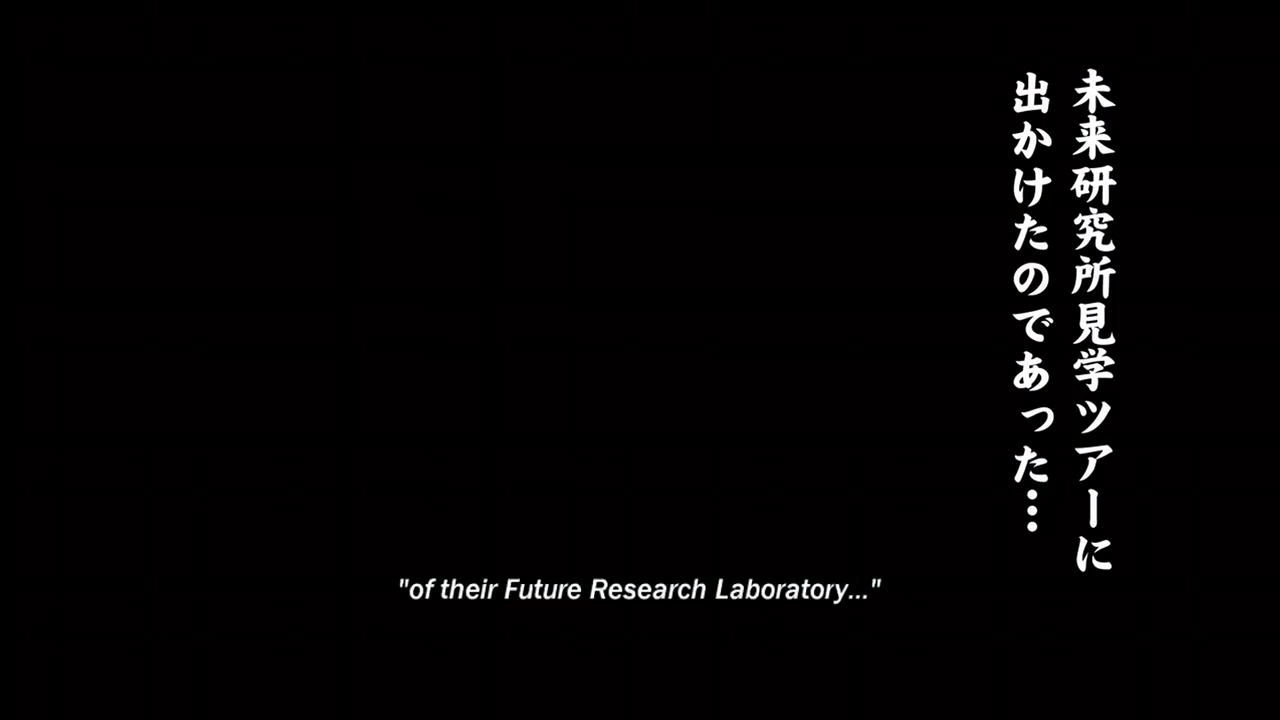 未来研究所見学ツアーに
出かけたのであった…
"of their Future Research Laboratory..."